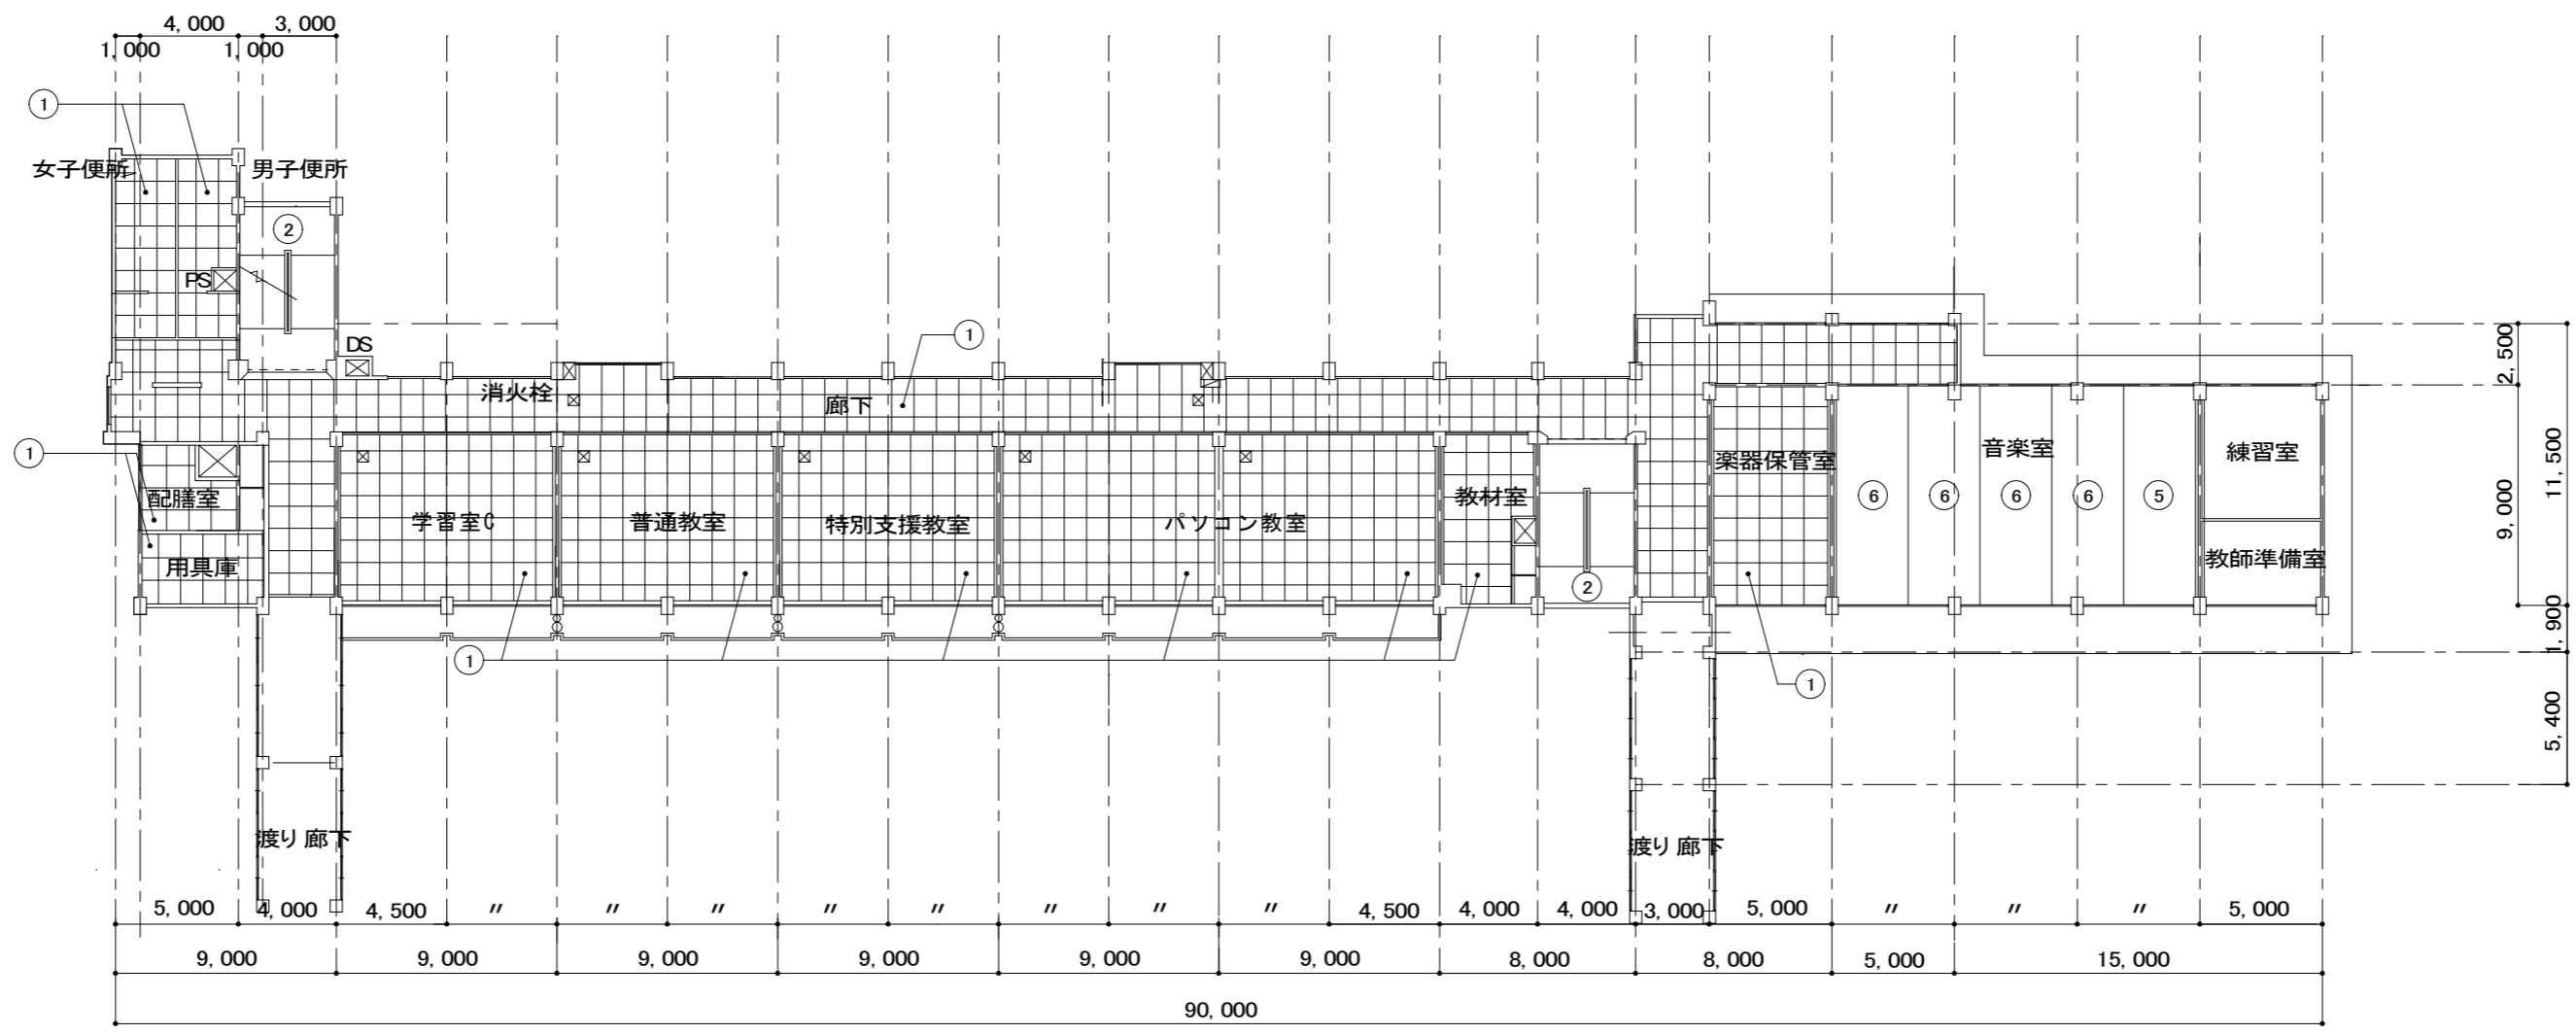 4,000 3,000
1,000 1,000
①
女子便所 男子便所
②
PS
DS
①
消火栓
廊下
①
配膳室
用具庫
学習室C
普通教室
特別支援教室
パソコン教室
教材室
②
楽器保管室
音楽室
⑥ ⑥ ⑥ ⑥ ⑤
練習室
教師準備室
①
①
渡り廊下
渡り廊下
2,500
11,500
9,000
1,900
5,400
5,000 4,000 4,500 〃 〃 〃 〃 〃 〃 〃 〃 4,500 4,000 4,000 3,000 5,000 〃 〃 〃 5,000
9,000 9,000 9,000 9,000 9,000 9,000 8,000 8,000 5,000 15,000
90,000